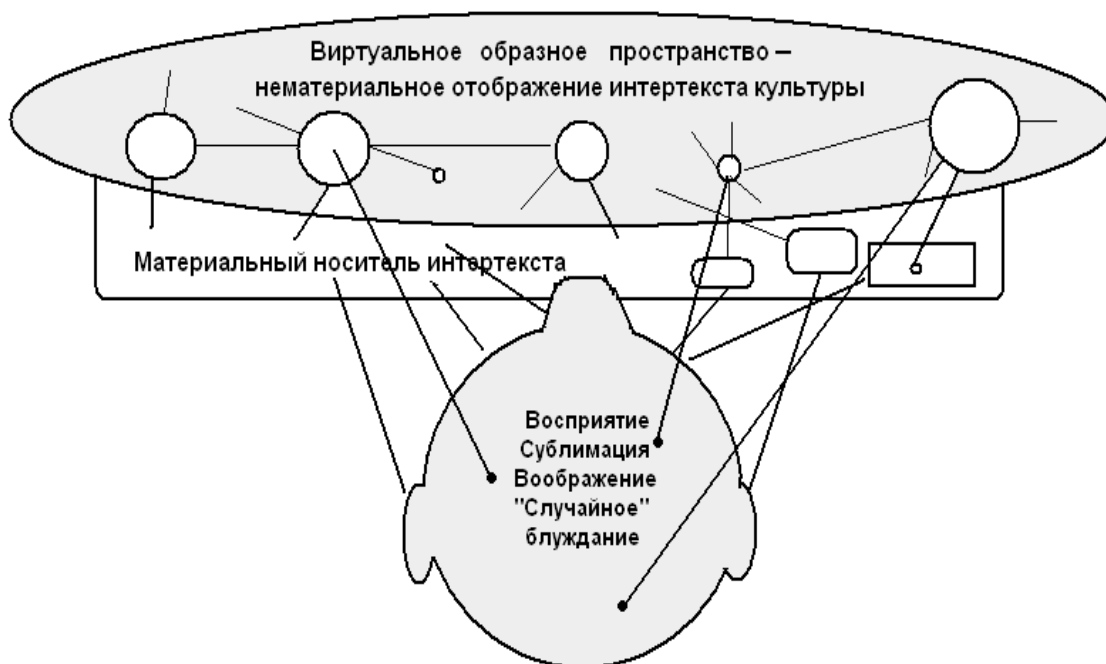 Виртуальное образное пространство –
нематериальное отображение интертекста культуры
Материальный носитель интертекста
Восприятие
Сублимация
Воображение
"Случайное"
блуждание